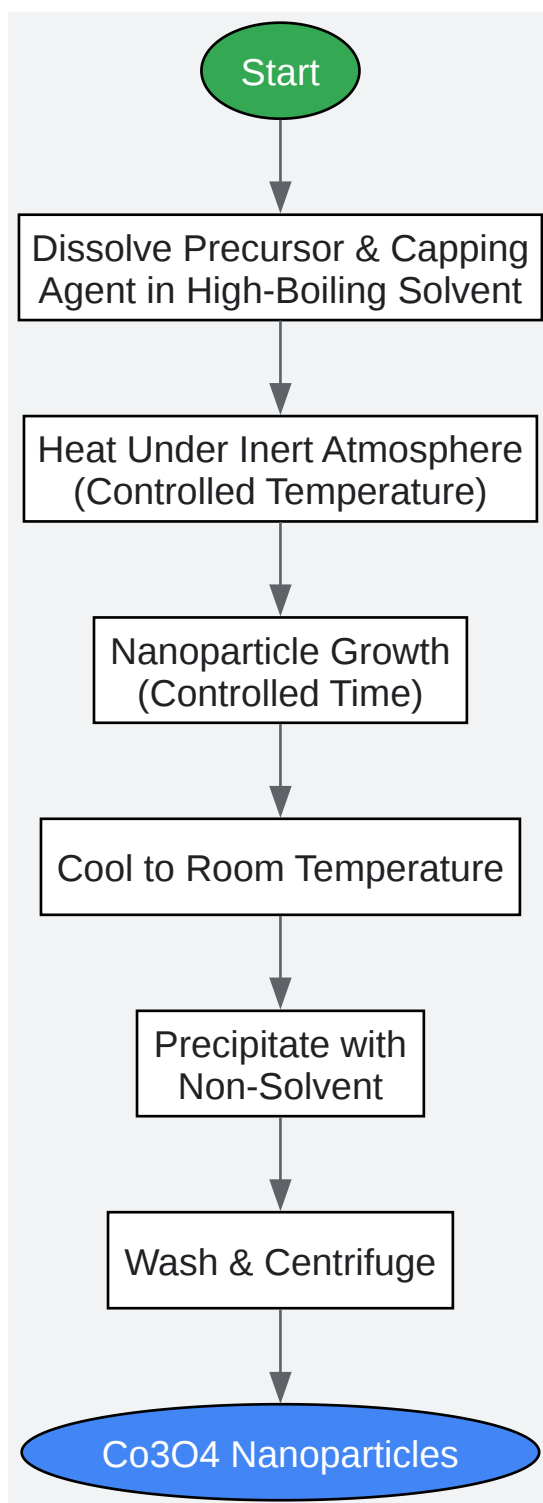 Start
Dissolve Precursor & Capping
Agent in High-Boiling Solvent
Heat Under Inert Atmosphere
(Controlled Temperature)
Nanoparticle Growth
(Controlled Time)
Cool to Room Temperature
Precipitate with
Non-Solvent
Wash & Centrifuge
Co3O4 Nanoparticles